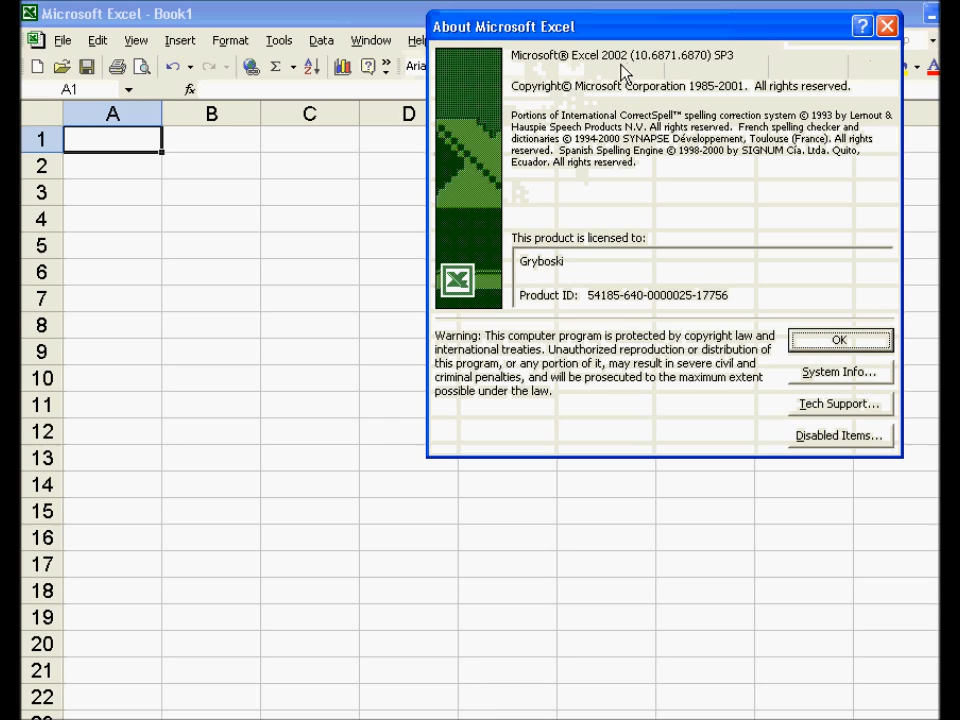 Microsoft Excel - Book1
File Edit View Insert Format Tools Data Window Help
Σ Aria
A1 fx
A B C D
1
2
3
4
5
6
7
8
9
10
11
12
13
14
15
16
17
18
19
20
21
22
About Microsoft Excel
Microsoft® Excel 2002 (10.6871.6870) SP3
Copyright© Microsoft Corporation 1985-2001. All rights reserved.
Portions of International CorrectSpell™ spelling correction system © 1993 by Lernout &
Hauspie Speech Products N.V. All rights reserved. French spelling checker and
dictionaries © 1994-2000 SYNAPSE Développement, Toulouse (France). All rights
reserved. Spanish Spelling Engine © 1998-2000 by SIGNUM Cía. Ltda. Quito,
Ecuador. All rights reserved.
This product is licensed to:
Gryboski
Product ID: 54185-640-0000025-17756
Warning: This computer program is protected by copyright law and
international treaties. Unauthorized reproduction or distribution of
this program, or any portion of it, may result in severe civil and
criminal penalties, and will be prosecuted to the maximum extent
possible under the law.
OK
System Info...
Tech Support...
Disabled Items...